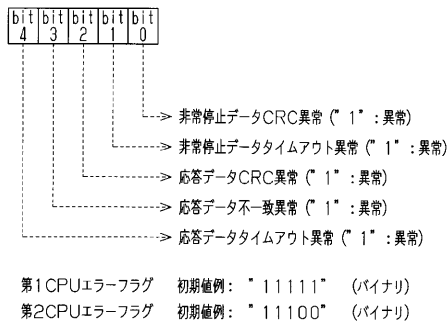 bit bit bit bit bit
4 3 2 1 0
非常停止データCRC異常("1":異常)
非常停止データタイムアウト異常("1":異常)
応答データCRC異常("1":異常)
応答データ不一致異常("1":異常)
応答データタイムアウト異常("1":異常)
第1CPUエラーフラグ 初期値例:"11111" (バイナリ)
第2CPUエラーフラグ 初期値例:"11100" (バイナリ)